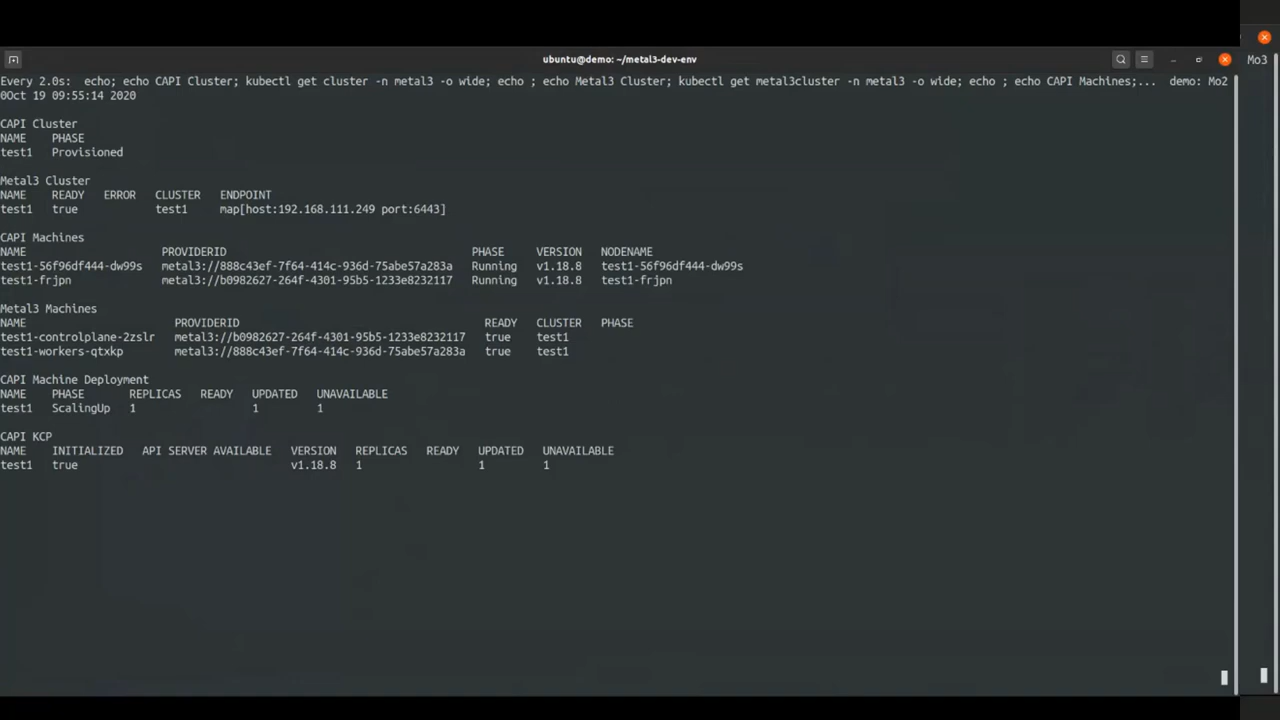 ubuntu@demo: ~/metal3-dev-env
Mo3
Every 2.0s:  echo; echo CAPI Cluster; kubectl get cluster -n metal3 -o wide; echo ; echo Metal3 Cluster; kubectl get metal3cluster -n metal3 -o wide; echo ; echo CAPI Machines;...  demo: Mo2
0Oct 19 09:55:14 2020
CAPI Cluster
NAME    PHASE
test1   Provisioned
Metal3 Cluster
NAME    READY   ERROR   CLUSTER   ENDPOINT
test1   true            test1     map[host:192.168.111.249 port:6443]
CAPI Machines
NAME                     PROVIDERID                                      PHASE     VERSION   NODENAME
test1-56f96df444-dw99s   metal3://888c43ef-7f64-414c-936d-75abe57a283a   Running   v1.18.8   test1-56f96df444-dw99s
test1-frjpn              metal3://b0982627-264f-4301-95b5-1233e8232117   Running   v1.18.8   test1-frjpn
Metal3 Machines
NAME                       PROVIDERID                                      READY   CLUSTER   PHASE
test1-controlplane-2zslr   metal3://b0982627-264f-4301-95b5-1233e8232117   true    test1
test1-workers-qtxkp        metal3://888c43ef-7f64-414c-936d-75abe57a283a   true    test1
CAPI Machine Deployment
NAME    PHASE       REPLICAS   READY   UPDATED   UNAVAILABLE
test1   ScalingUp   1                  1         1
CAPI KCP
NAME    INITIALIZED   API SERVER AVAILABLE   VERSION   REPLICAS   READY   UPDATED   UNAVAILABLE
test1   true                                 v1.18.8   1                  1         1